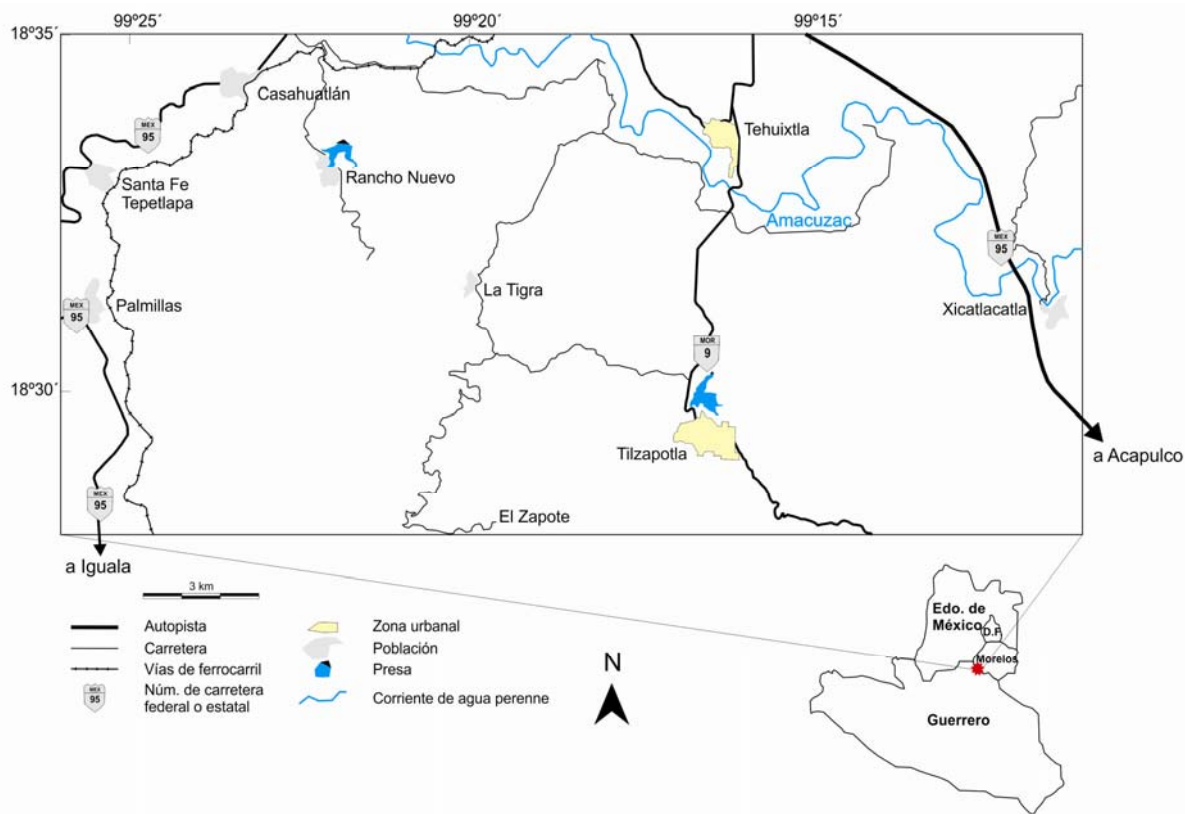 99º25´
99º20´
99º15´
18º35´
Casahuatlán
MEX
95
Tehuixtla
Santa Fe
Tepetlapa
Rancho Nuevo
Amacuzac
MEX
95
La Tigra
Palmillas
MEX
95
Xicatlacatla
MOR
9
18º30´
Tilzapotla
a Acapulco
MEX
95
El Zapote
a Iguala
3 km
Autopista
Carretera
Vías de ferrocarril
MEX
95
Núm. de carretera
federal o estatal
Zona urbanal
Población
Presa
Corriente de agua perenne
N
Edo. de
México
D.F.
Morelos
Guerrero